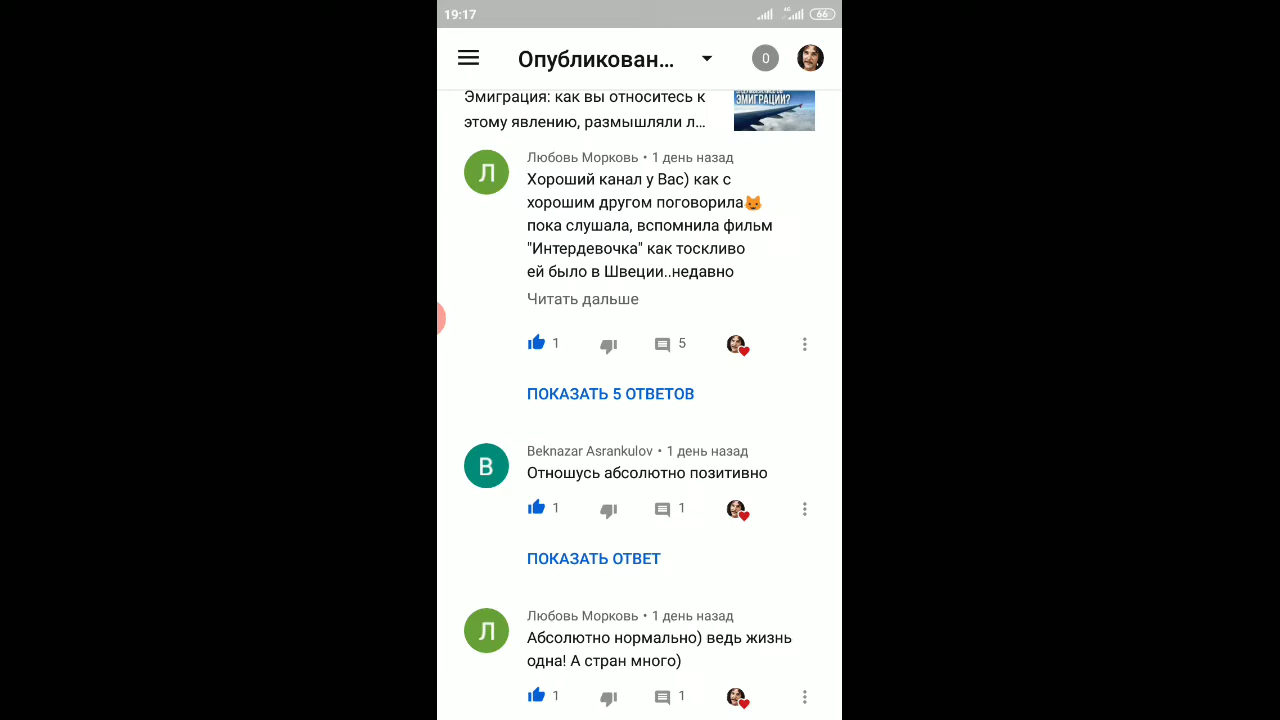 19:17
4G
66
Опубликован...
0
Эмиграция: как вы относитесь к
этому явлению, размышляли л...
ЭМИГРАЦИИ?
Л
Любовь Морковь • 1 день назад
Хороший канал у Вас) как с
хорошим другом поговорила🐱
пока слушала, вспомнила фильм
"Интердевочка" как тоскливо
ей было в Швеции..недавно
Читать дальше
1
5
ПОКАЗАТЬ 5 ОТВЕТОВ
B
Beknazar Asrankulov • 1 день назад
Отношусь абсолютно позитивно
1
1
ПОКАЗАТЬ ОТВЕТ
Л
Любовь Морковь • 1 день назад
Абсолютно нормально) ведь жизнь
одна! А стран много)
1
1